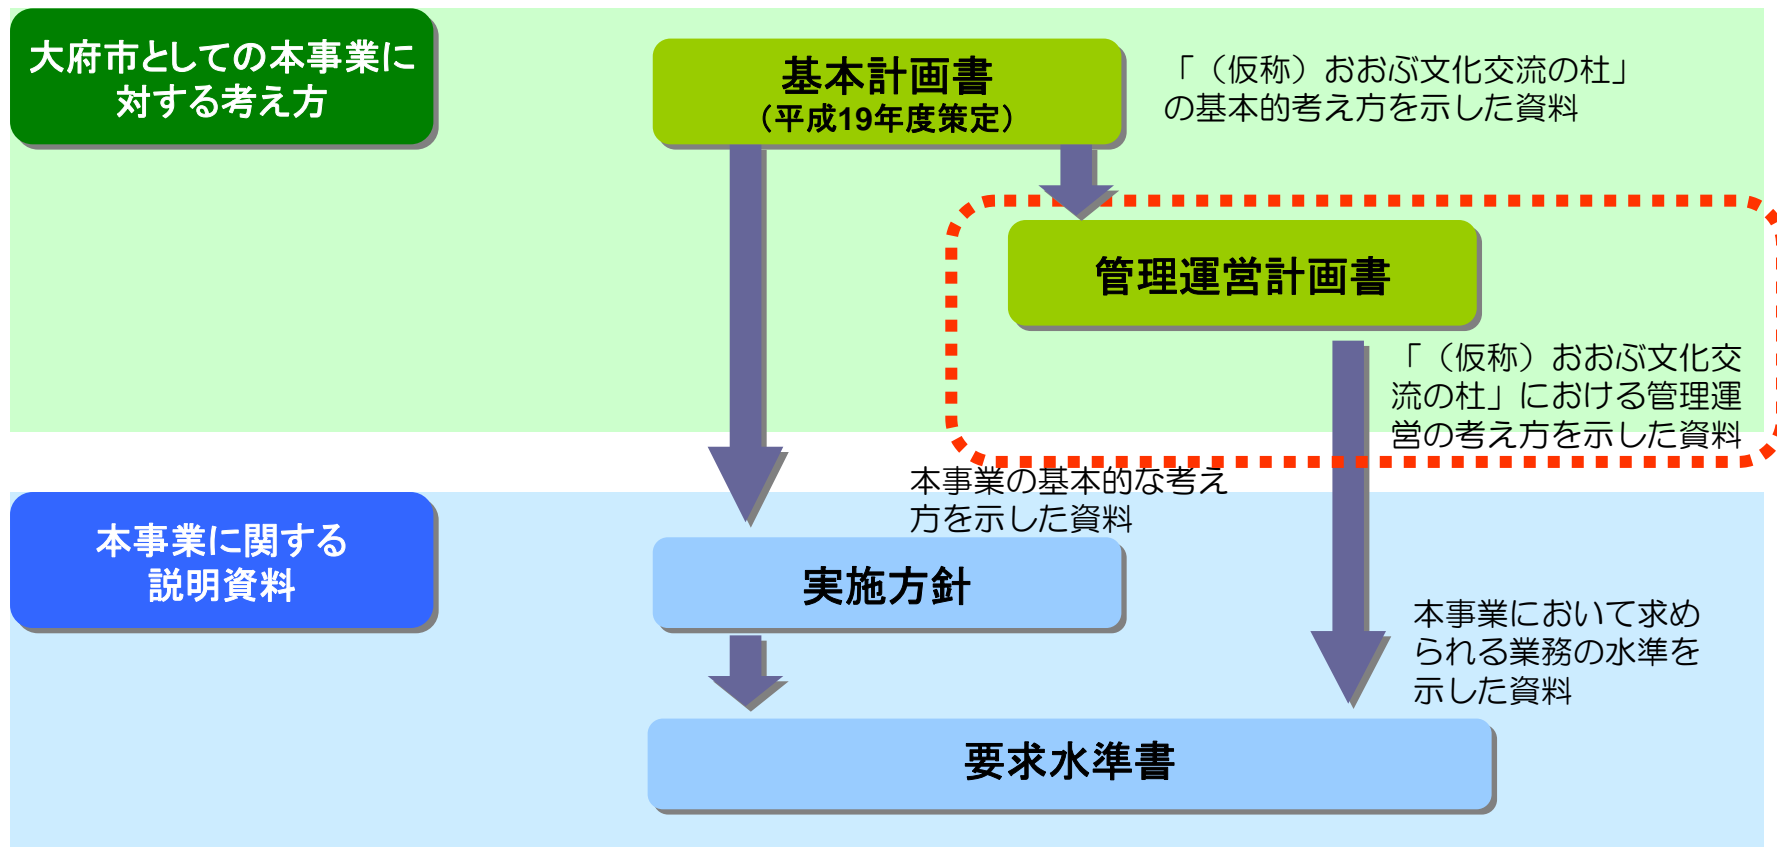 大府市としての本事業に
対する考え方
基本計画書
（平成19年度策定）
「（仮称）おおぶ文化交流の杜」
の基本的考え方を示した資料
管理運営計画書
「（仮称）おおぶ文化交
流の杜」における管理運
営の考え方を示した資料
本事業の基本的な考え
方を示した資料
本事業に関する
説明資料
実施方針
本事業において求め
られる業務の水準を
示した資料
要求水準書